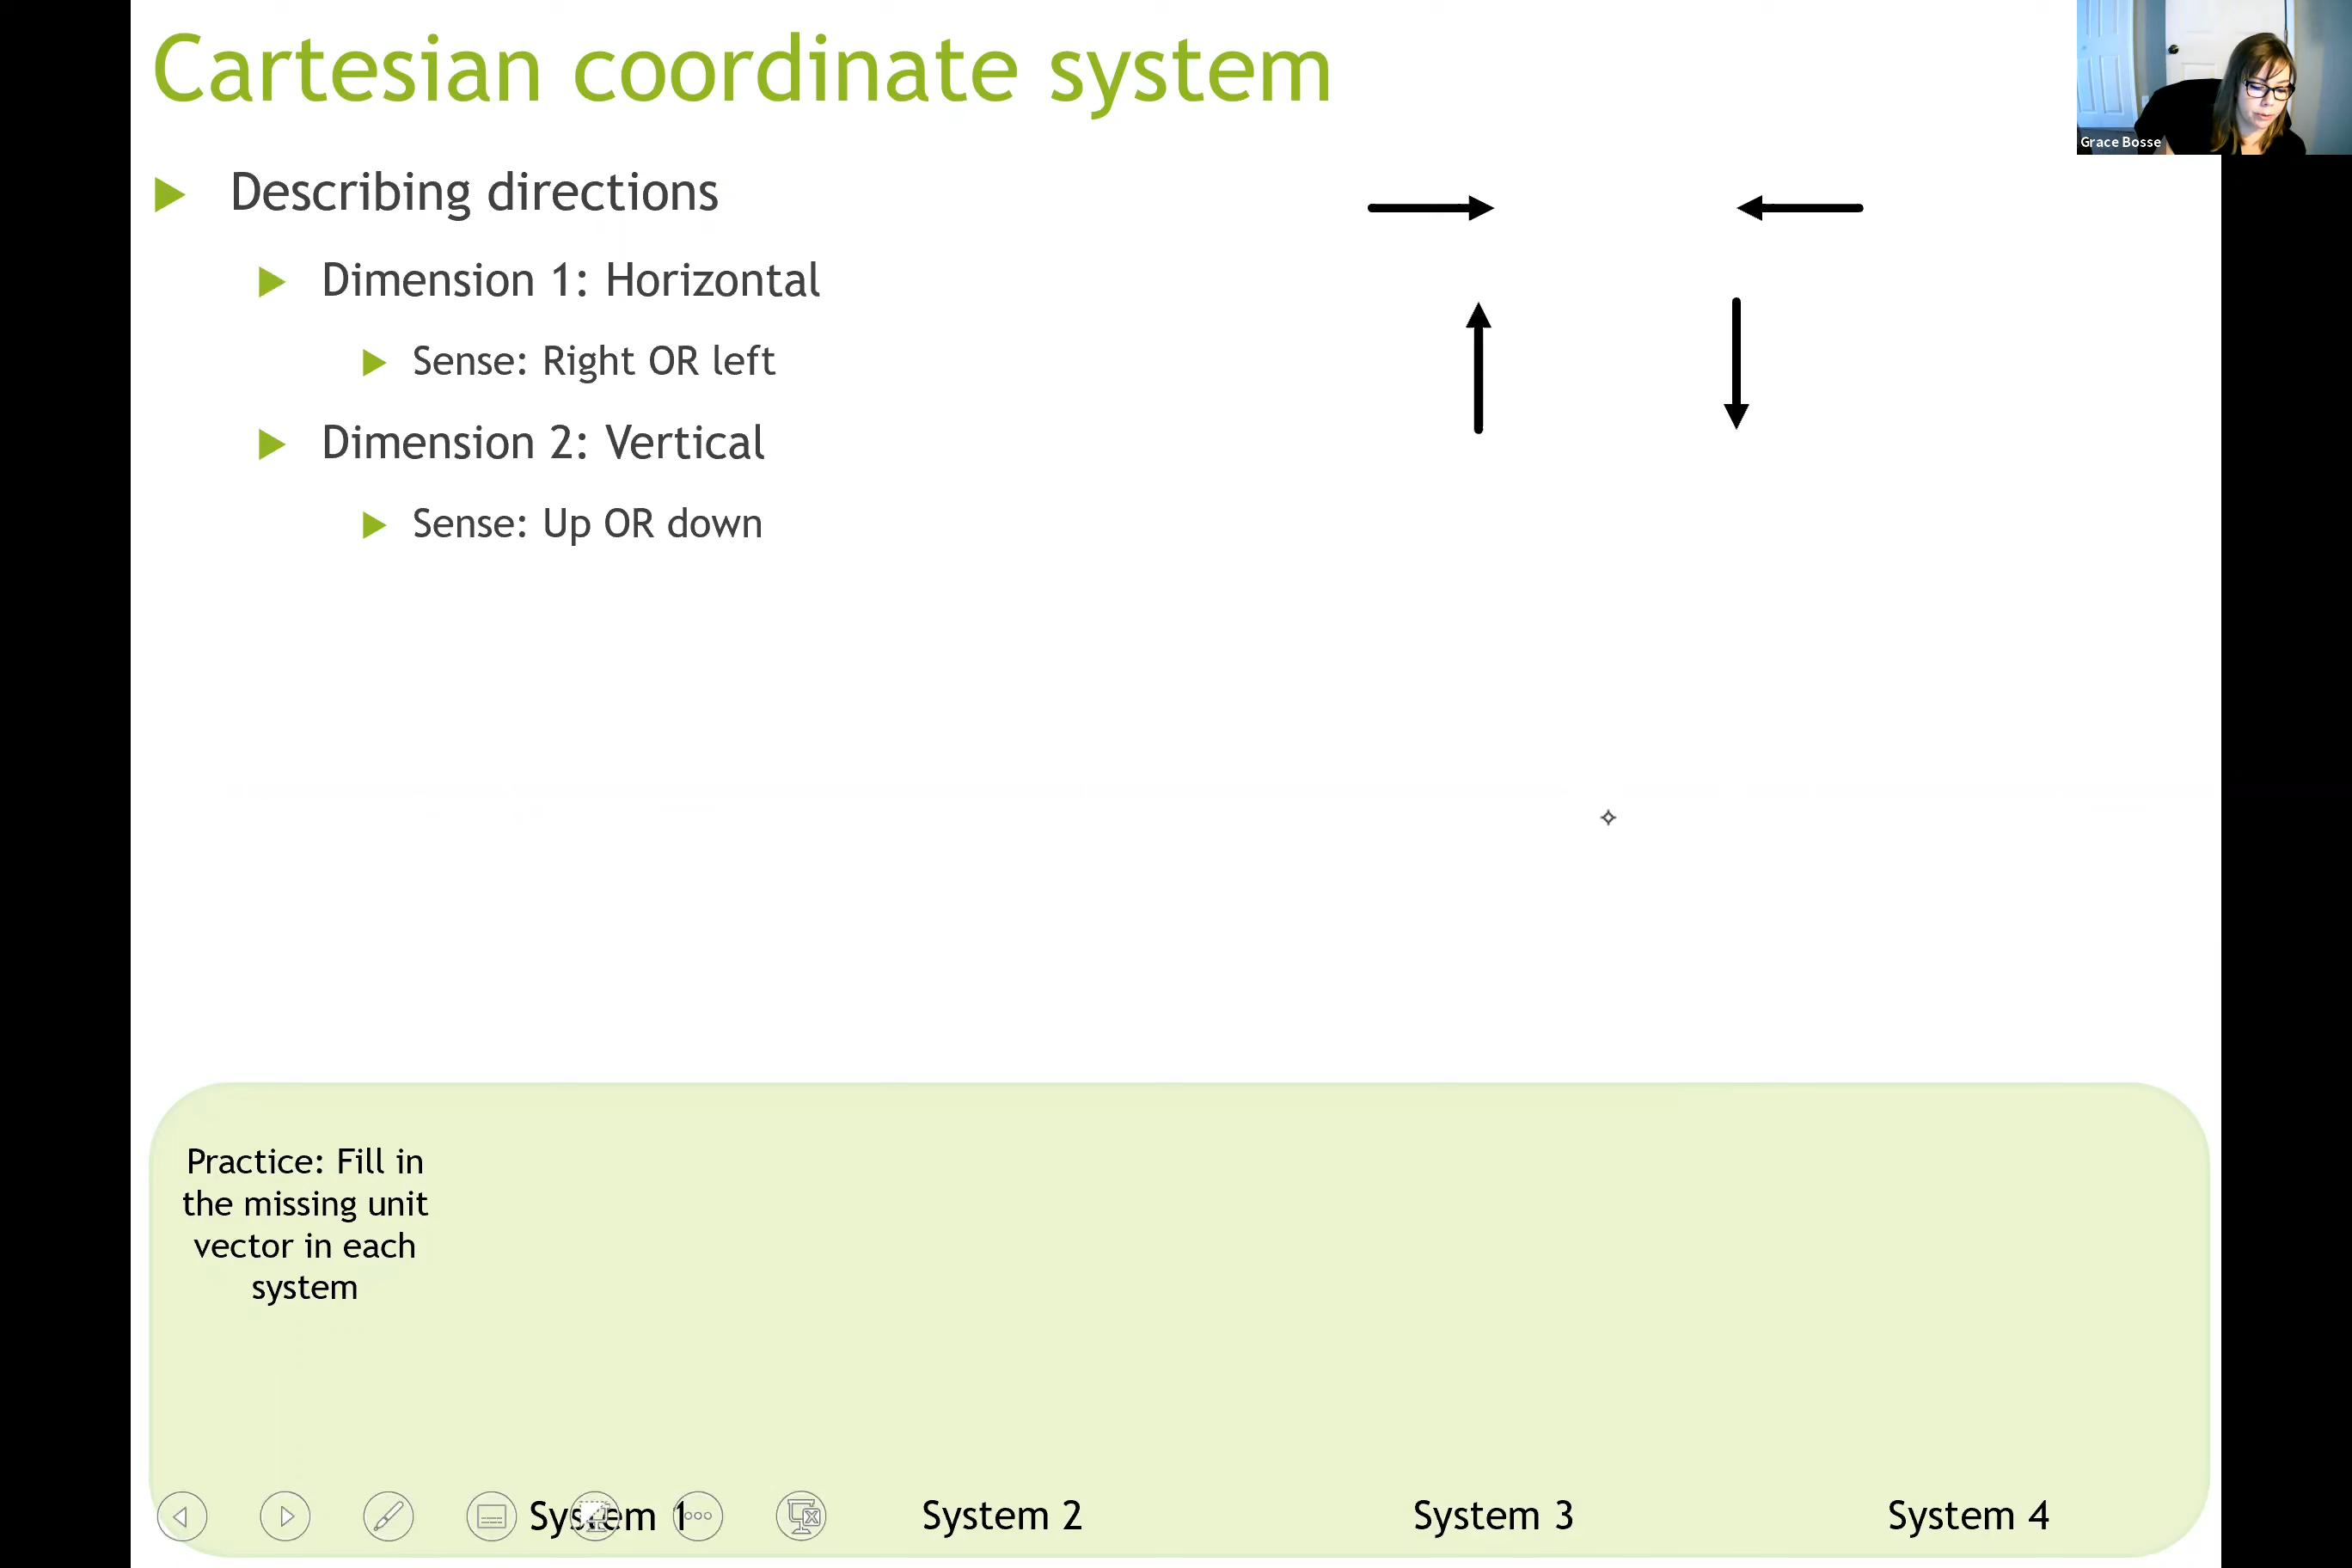 Cartesian coordinate system
Grace Bosse
Describing directions
Dimension 1: Horizontal
Sense: Right OR left
Dimension 2: Vertical
Sense: Up OR down
Practice: Fill in
the missing unit
vector in each
system
System 1
System 2
System 3
System 4